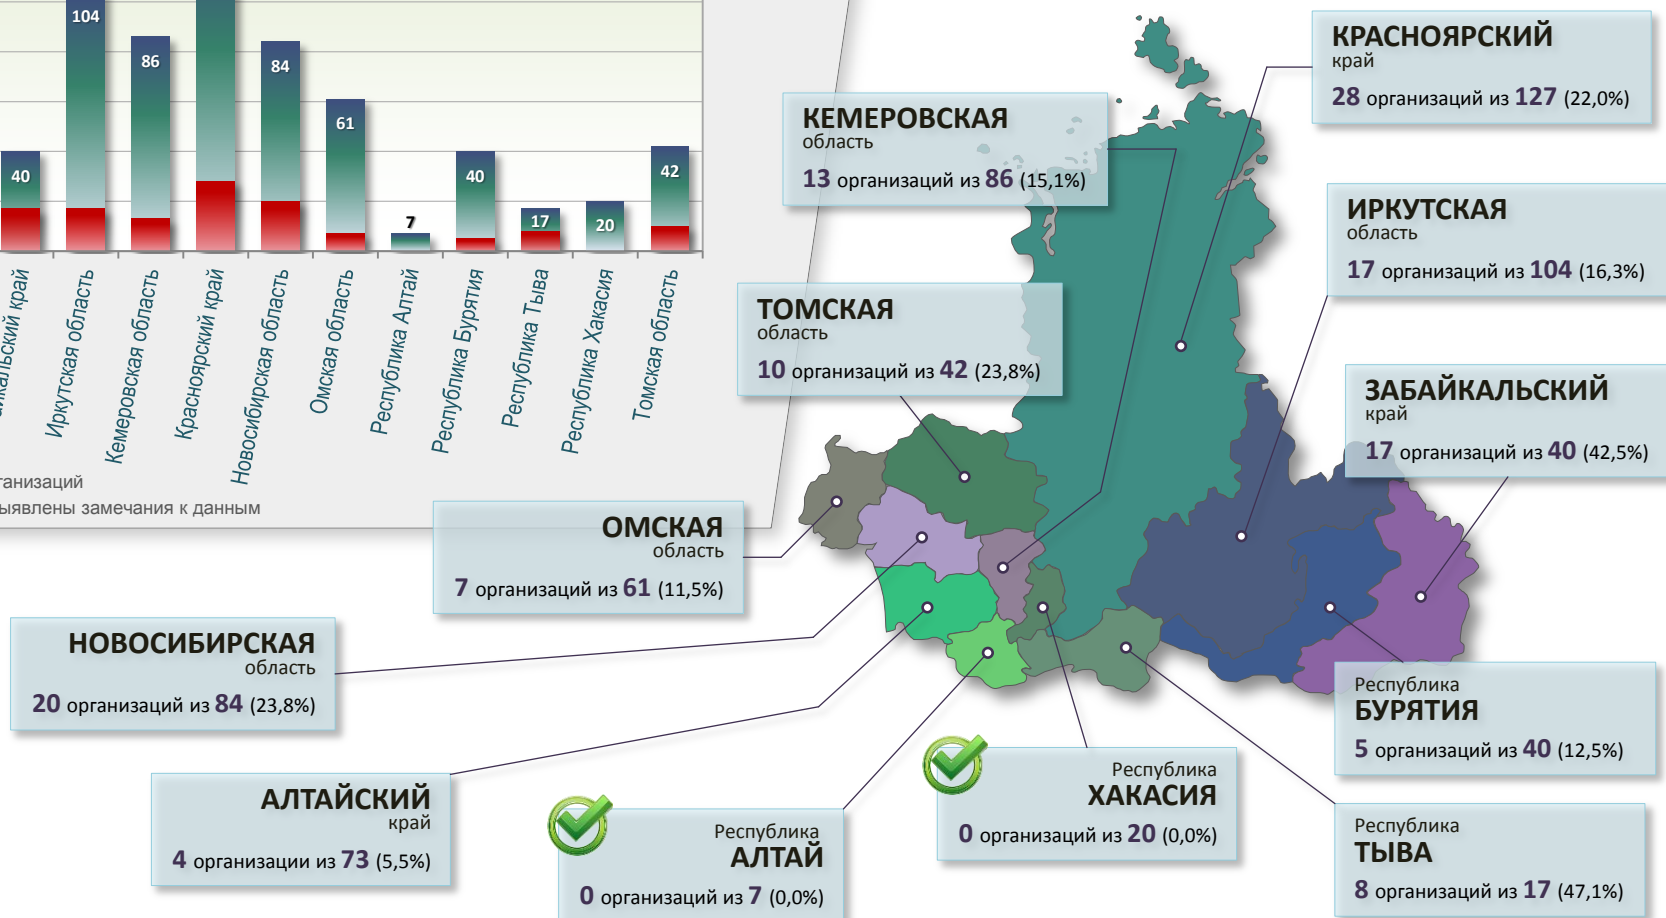 104
86
84
61
40
7
40
17
20
42
Иркутская область
Кемеровская область
Красноярский край
Новосибирская область
Омская область
Республика Алтай
Республика Бурятия
Республика Тыва
Республика Хакасия
Томская область
край
к данным
замечания
КРАСНОЯРСКИЙ
край
28 организаций из 127 (22,0%)
КЕМЕРОВСКАЯ
область
13 организаций из 86 (15,1%)
ИРКУТСКАЯ
область
17 организаций из 104 (16,3%)
ТОМСКАЯ
область
10 организаций из 42 (23,8%)
ЗАБАЙКАЛЬСКИЙ
край
17 организаций из 40 (42,5%)
ОМСКАЯ
область
7 организаций из 61 (11,5%)
НОВОСИБИРСКАЯ
область
20 организаций из 84 (23,8%)
Республика
БУРЯТИЯ
5 организаций из 40 (12,5%)
АЛТАЙСКИЙ
край
4 организации из 73 (5,5%)
Республика
АЛТАЙ
0 организаций из 7 (0,0%)
Республика
ХАКАСИЯ
0 организаций из 20 (0,0%)
Республика
ТЫВА
8 организаций из 17 (47,1%)